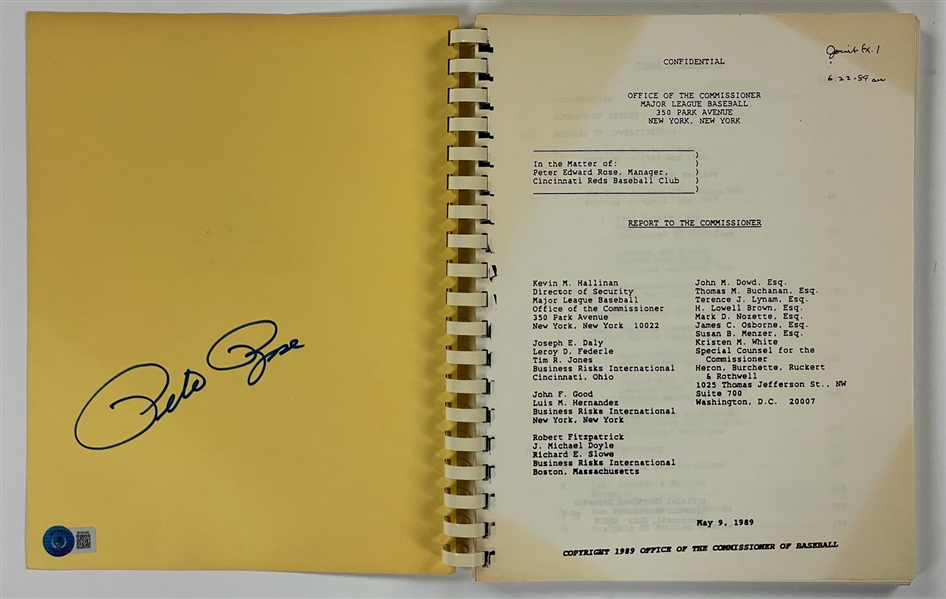 Pete Rose
Joint Ex. 1
6-22-89 am
CONFIDENTIAL
OFFICE OF THE COMMISSIONER
MAJOR LEAGUE BASEBALL
350 PARK AVENUE
NEW YORK, NEW YORK
In the Matter of:
Peter Edward Rose, Manager,
Cincinnati Reds Baseball Club
REPORT TO THE COMMISSIONER
Kevin M. Hallinan
Director of Security
Major League Baseball
Office of the Commissioner
350 Park Avenue
New York, New York 10022
Joseph E. Daly
Leroy D. Federle
Tim R. Jones
Business Risks International
Cincinnati, Ohio
John F. Good
Luis M. Hernandez
Business Risks International
New York, New York
Robert Fitzpatrick
J. Michael Doyle
Richard E. Slowe
Business Risks International
Boston, Massachusetts
John M. Dowd, Esq.
Thomas M. Buchanan, Esq.
Terence J. Lynam, Esq.
H. Lowell Brown, Esq.
Mark D. Nozette, Esq.
James C. Osborne, Esq.
Susan B. Menzer, Esq.
Kristen M. White
Special Counsel for the
Commissioner
Heron, Burchette, Ruckert
& Rothwell
1025 Thomas Jefferson St., NW
Suite 700
Washington, D.C. 20007
May 9, 1989
COPYRIGHT 1989 OFFICE OF THE COMMISSIONER OF BASEBALL